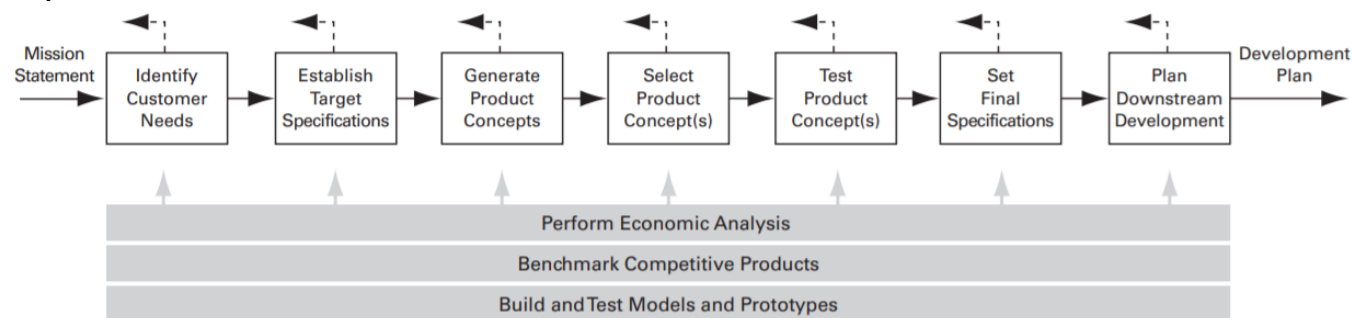 Mission
Statement
Identify
Customer
Needs
Establish
Target
Specifications
Generate
Product
Concepts
Select
Product
Concept(s)
Test
Product
Concept(s)
Set
Final
Specifications
Plan
Downstream
Development
Development
Plan
Perform Economic Analysis
Benchmark Competitive Products
Build and Test Models and Prototypes